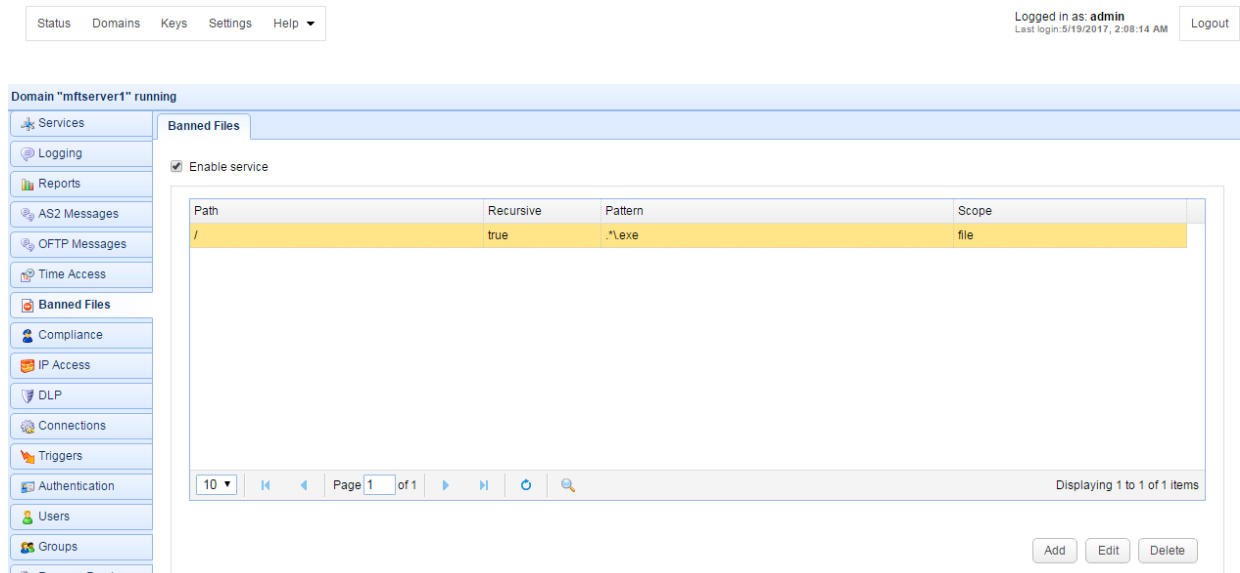 Status Domains Keys Settings Help
Logged in as: admin
Last login:5/19/2017, 2:08:14 AM
Logout
Domain "mftserver1" running
Services
Logging
Reports
AS2 Messages
OFTP Messages
Time Access
Banned Files
Compliance
IP Access
DLP
Connections
Triggers
Authentication
Users
Groups
Banned Files
Enable service
Path Recursive Pattern Scope
/ true .*\.exe file
10 Page 1 of 1 Displaying 1 to 1 of 1 items
Add Edit Delete